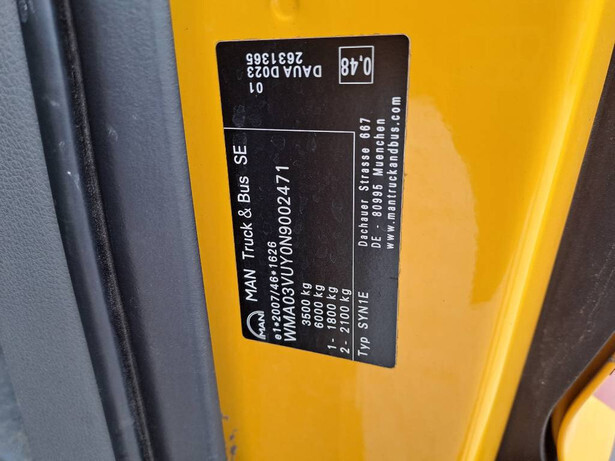 MAN
MAN Truck & Bus SE
e1*2007/46*1626
WMA03VUY0N9002471
3500 kg
6000 kg
1 - 1800 kg
2 - 2100 kg
Typ SYN1E
01
DAUA D023
2631365
0,48
Dachauer Strasse 667
DE - 80995 Muenchen
www.mantruckandbus.com